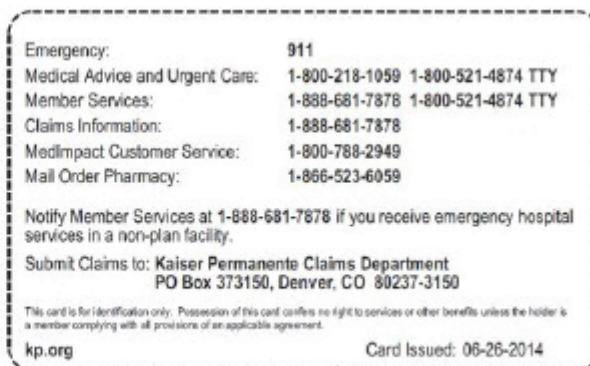 Emergency: 911
Medical Advice and Urgent Care: 1-800-218-1059 1-800-521-4874 TTY
Member Services: 1-888-681-7878 1-800-521-4874 TTY
Claims Information: 1-888-681-7878
MedImpact Customer Service: 1-800-788-2949
Mail Order Pharmacy: 1-866-523-6059
Notify Member Services at 1-888-681-7878 if you receive emergency hospital
services in a non-plan facility.
Submit Claims to: Kaiser Permanente Claims Department
PO Box 373150, Denver, CO 80237-3150
This card is for identification only. Possession of this card confers no right to services or other benefits unless the holder is
a member complying with all provisions of an applicable agreement.
kp.org Card Issued: 06-26-2014